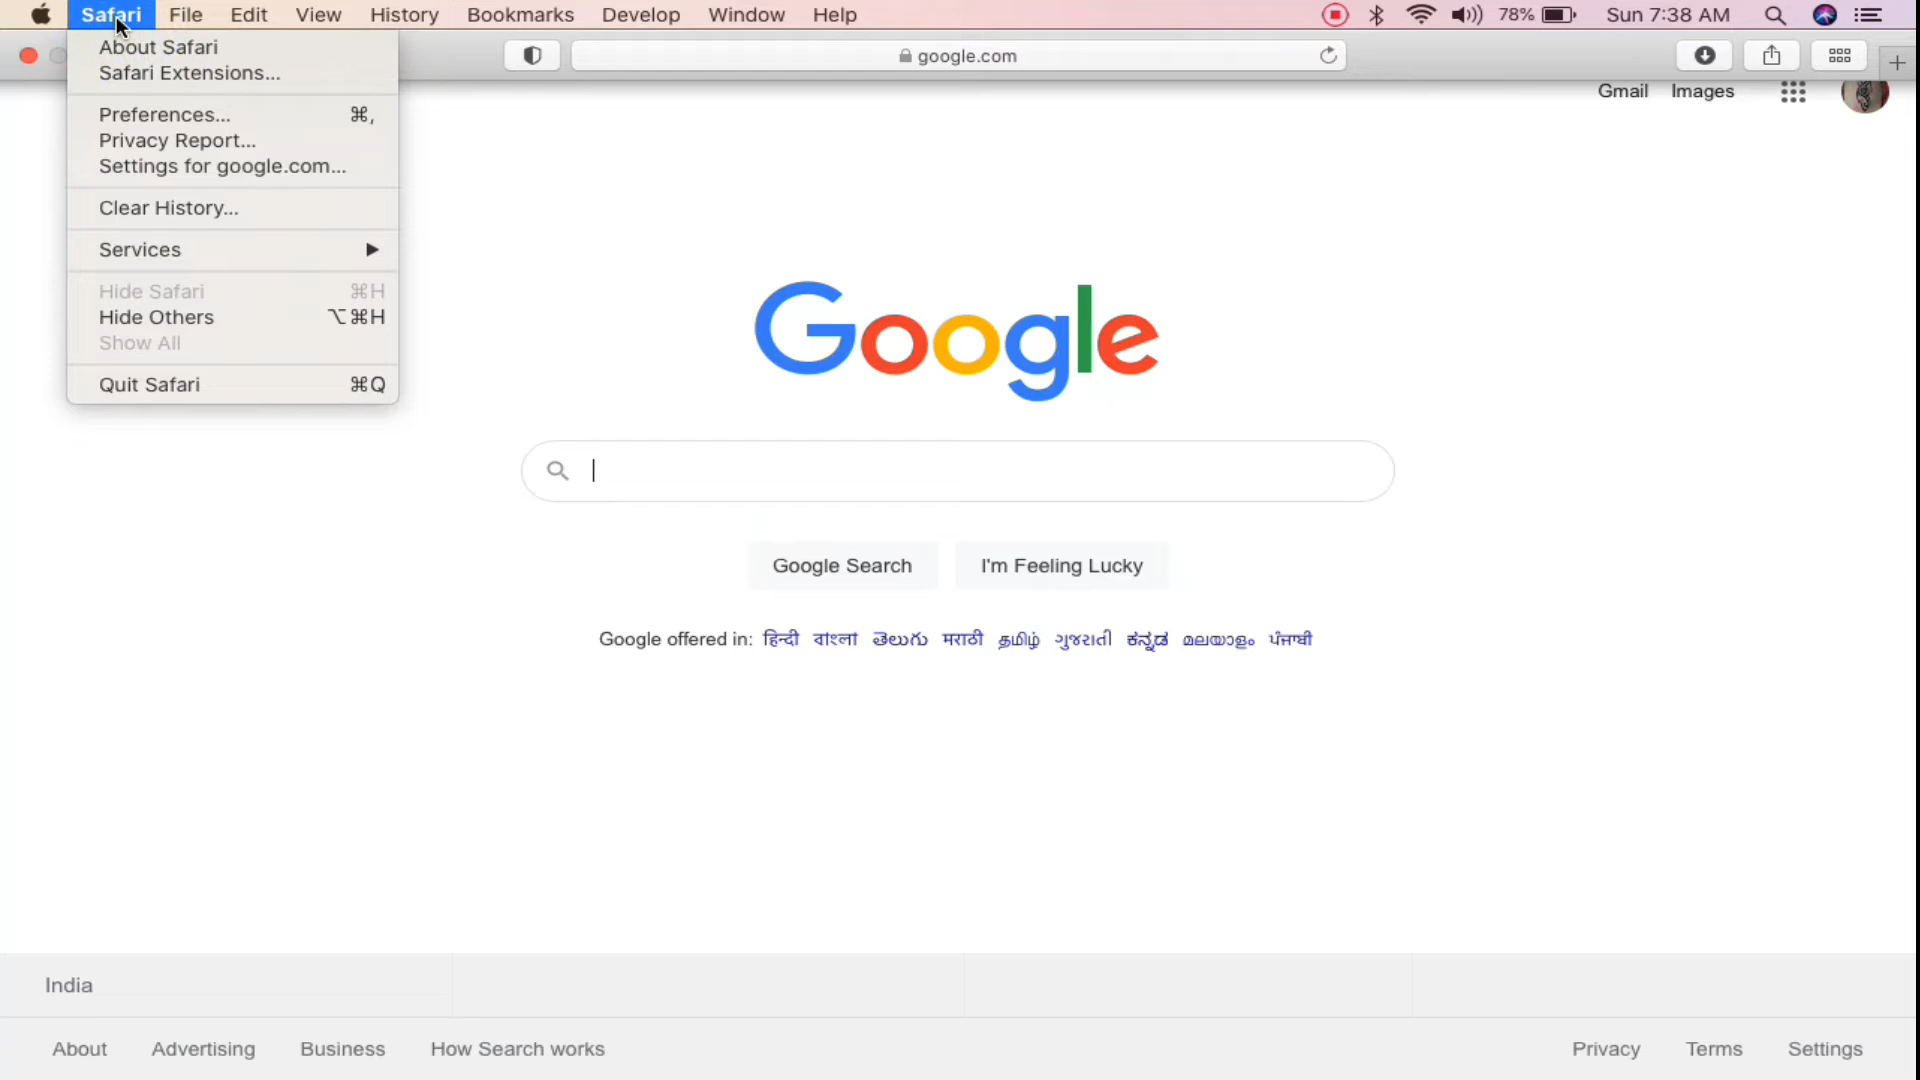 Safari File Edit View History Bookmarks Develop Window Help 78% Sun 7:38 AM
google.com
About Safari
Safari Extensions...
Preferences... ⌘,
Privacy Report...
Settings for google.com...
Clear History...
Services ▶
Hide Safari ⌘H
Hide Others ⌥⌘H
Show All
Quit Safari ⌘Q
Gmail Images
Google
Google Search I'm Feeling Lucky
Google offered in: हिन्दी বাংলা తెలుగు मराठी தமிழ் ગુજરાતી ಕನ್ನಡ മലയാളം ਪੰਜਾਬੀ
India
About Advertising Business How Search works Privacy Terms Settings